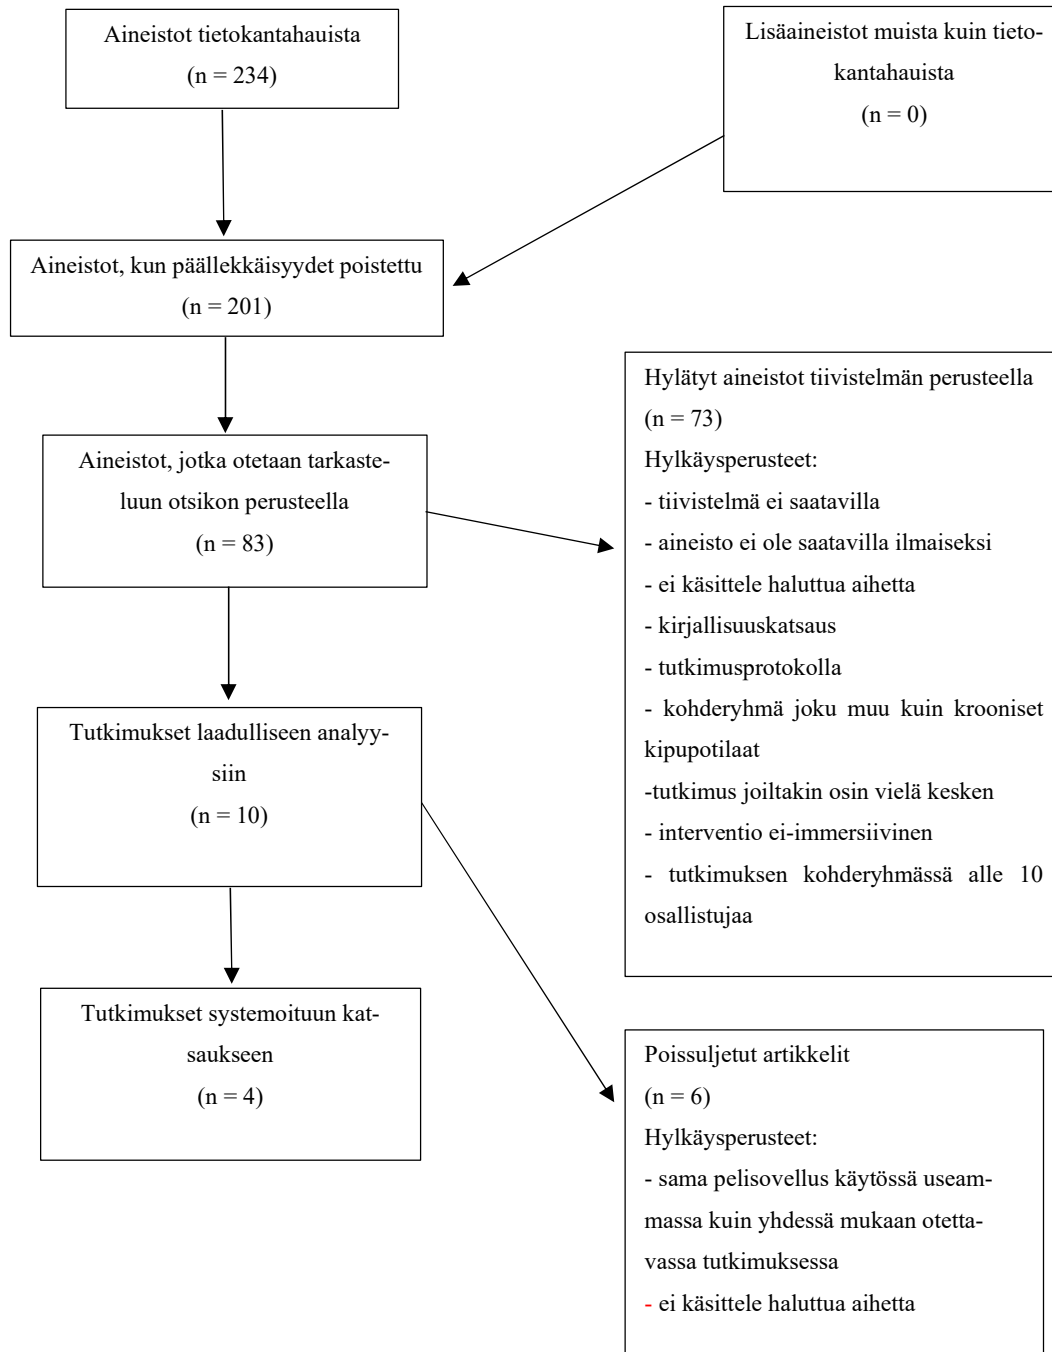 Aineistot tietokantahauista
(n = 234)
Lisäaineistot muista kuin tieto-
kantahauista
(n = 0)
Aineistot, kun päällekkäisyydet poistettu
(n = 201)
Aineistot, jotka otetaan tarkaste-
luun otsikon perusteella
(n = 83)
Hylätyt aineistot tiivistelmän perusteella
(n = 73)
Hylkäysperusteet:
- tiivistelmä ei saatavilla
- aineisto ei ole saatavilla ilmaiseksi
- ei käsittele haluttua aihetta
- kirjallisuuskatsaus
- tutkimusprotokolla
- kohderyhmä joku muu kuin krooniset
kipupotilaat
-tutkimus joiltakin osin vielä kesken
- interventio ei-immersiivinen
- tutkimuksen kohderyhmässä alle 10
osallistujaa
Tutkimukset laadulliseen analyy-
siin
(n = 10)
Tutkimukset systemoituun kat-
saukseen
(n = 4)
Poissuljetut artikkelit
(n = 6)
Hylkäysperusteet:
- sama pelisovellus käytössä useam-
massa kuin yhdessä mukaan otetta-
vassa tutkimuksessa
- ei käsittele haluttua aihetta